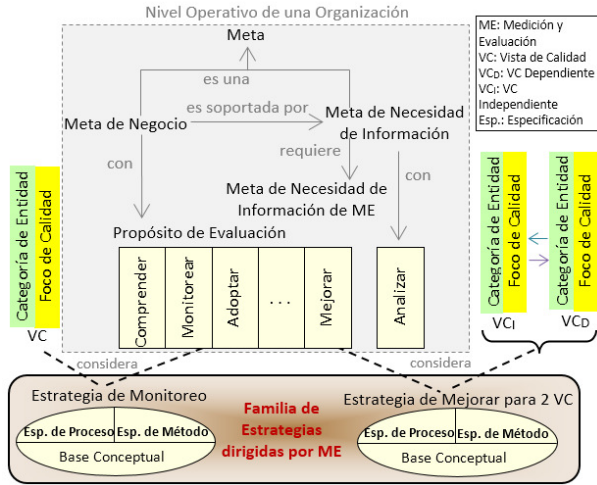 Nivel Operativo de una Organización
Meta
es una
Meta de Negocio
es soportada por
Meta de Necesidad
de Información
con
requiere
con
Meta de Necesidad de
Información de ME
Propósito de Evaluación
Comprender
Monitorear
Adoptar
. . .
Mejorar
Analizar
ME: Medición y
Evaluación
VC: Vista de Calidad
VCD: VC Dependiente
VCI: VC
Independiente
Esp.: Especificación
Categoría de Entidad
Foco de Calidad
VC
Categoría de Entidad
Foco de Calidad
VCI
Categoría de Entidad
Foco de Calidad
VCD
considera
considera
Estrategia de Monitoreo
Esp. de Proceso
Esp. de Método
Base Conceptual
Familia de
Estrategias
dirigidas por ME
Estrategia de Mejorar para 2 VC
Esp. de Proceso
Esp. de Método
Base Conceptual